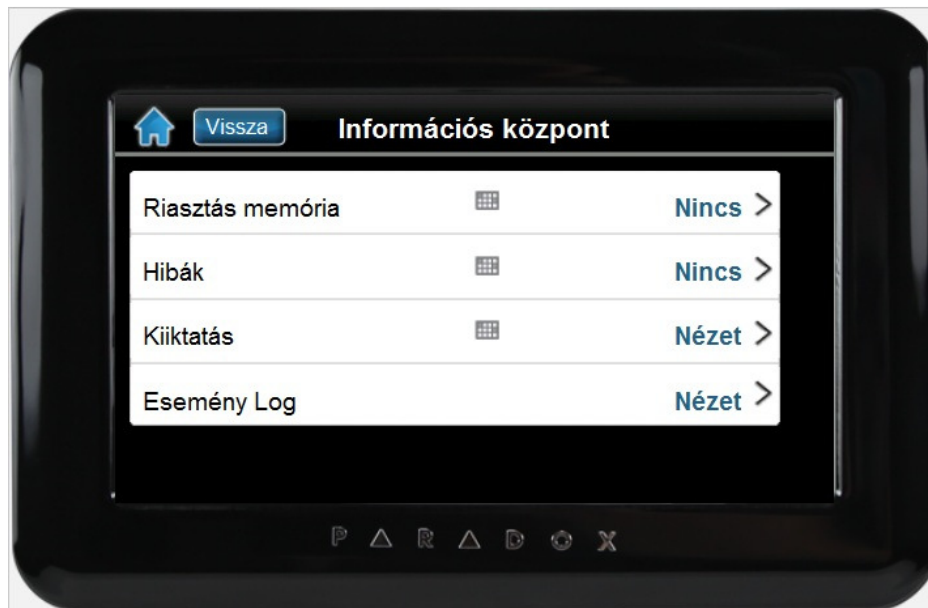 Vissza
Információs központ
Riasztás memória Nincs >
Hibák Nincs >
Kiiktatás Nézet >
Esemény Log Nézet >
PARADOX